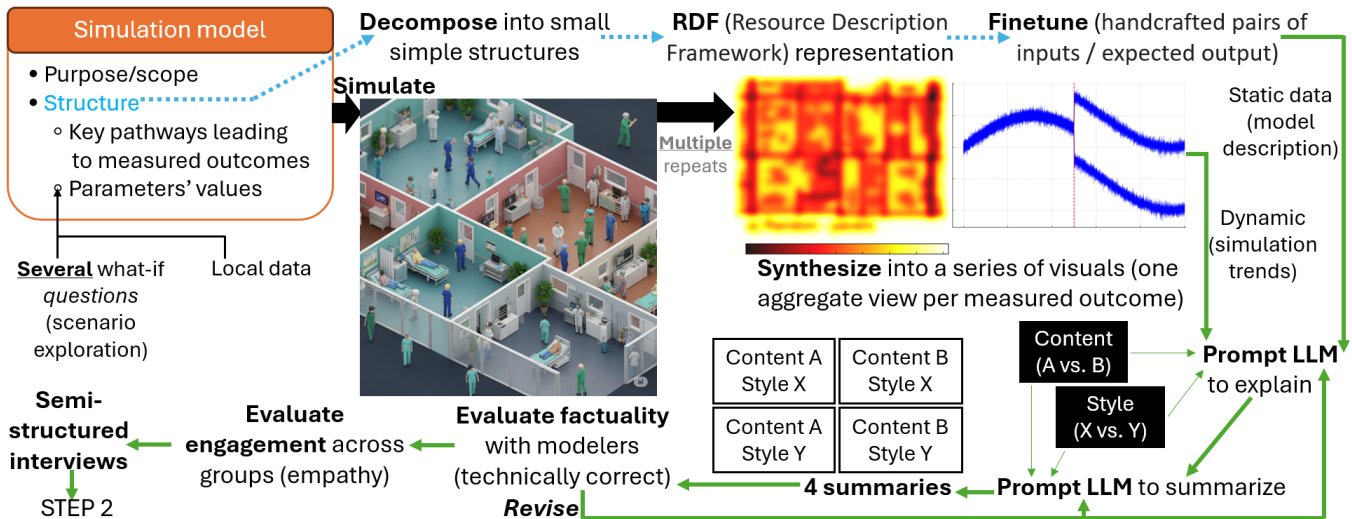 Simulation model
• Purpose/scope
• Structure
○ Key pathways leading
to measured outcomes
○ Parameters’ values
Several what-if
questions
(scenario
exploration)
Local data
Decompose into small
simple structures
RDF (Resource Description
Framework) representation
Finetune (handcrafted pairs of
inputs / expected output)
Simulate
ai
Multiple
repeats
Static data
(model
description)
Dynamic
(simulation
trends)
Synthesize into a series of visuals (one
aggregate view per measured outcome)
Content
(A vs. B)
Style
(X vs. Y)
Prompt LLM
to explain
Prompt LLM to summarize
Content A
Style X
Content B
Style X
Content A
Style Y
Content B
Style Y
4 summaries
Evaluate factuality
with modelers
(technically correct)
Revise
Evaluate
engagement across
groups (empathy)
Semi-
structured
interviews
STEP 2